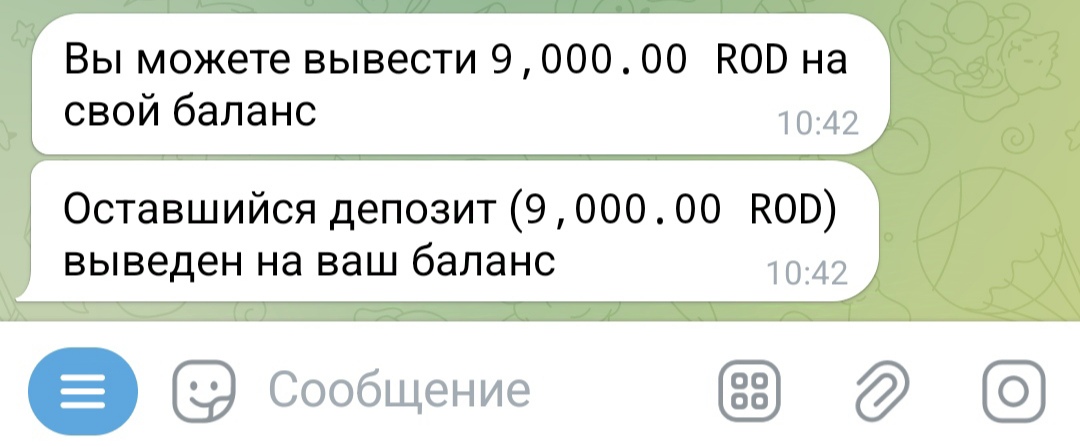 Вы можете вывести 9,000.00 ROD на
свой баланс
10:42
Оставшийся депозит (9,000.00 ROD)
выведен на ваш баланс
10:42
Сообщение